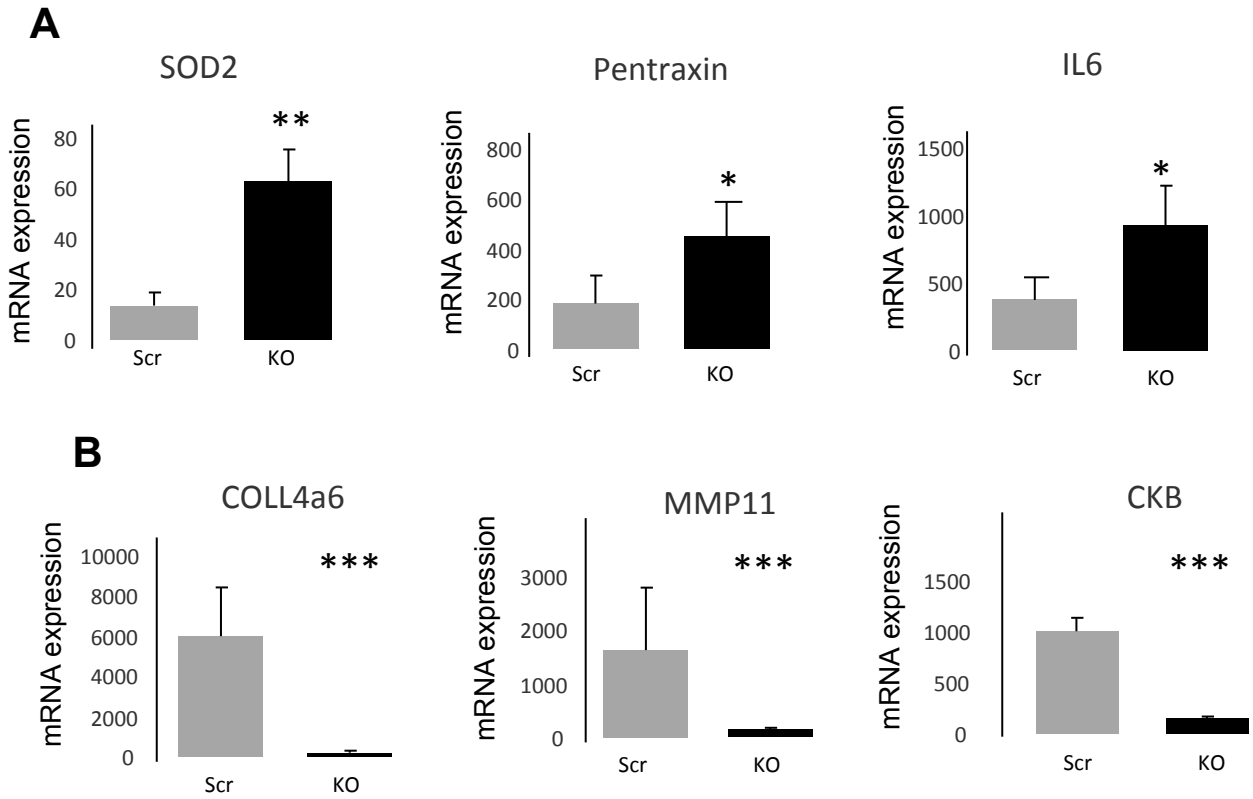 A
SOD2
mRNA expression
80
60
40
20
0
**
Scr
KO
Pentraxin
mRNA expression
800
600
400
200
0
*
Scr
KO
IL6
mRNA expression
1500
1000
500
0
*
Scr
KO
B
COLL4a6
mRNA expression
10000
8000
6000
4000
2000
0
***
Scr
KO
MMP11
mRNA expression
3000
2000
1000
0
***
Scr
KO
CKB
mRNA expression
1500
1000
500
0
***
Scr
KO